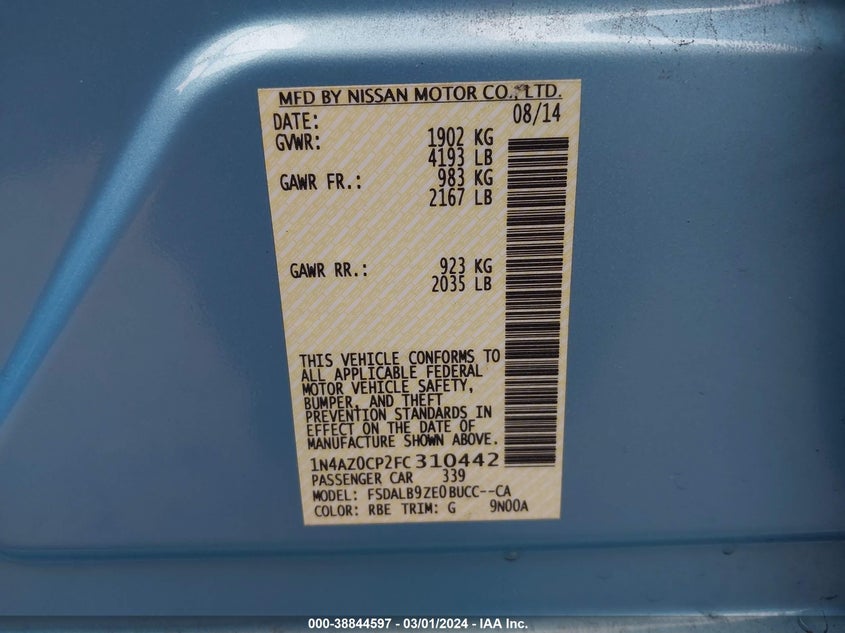 MFD BY NISSAN MOTOR CO., LTD.
DATE: 08/14
GVWR: 1902 KG
4193 LB
GAWR FR.: 983 KG
2167 LB
GAWR RR.: 923 KG
2035 LB
THIS VEHICLE CONFORMS TO
ALL APPLICABLE FEDERAL
MOTOR VEHICLE SAFETY,
BUMPER, AND THEFT
PREVENTION STANDARDS IN
EFFECT ON THE DATE OF
MANUFACTURE SHOWN ABOVE.
1N4AZ0CP2FC310442
PASSENGER CAR 339
MODEL: FSDALB9ZE0BUCC--CA
COLOR: RBE TRIM: G 9N00A
000-38844597 - 03/01/2024 - IAA Inc.